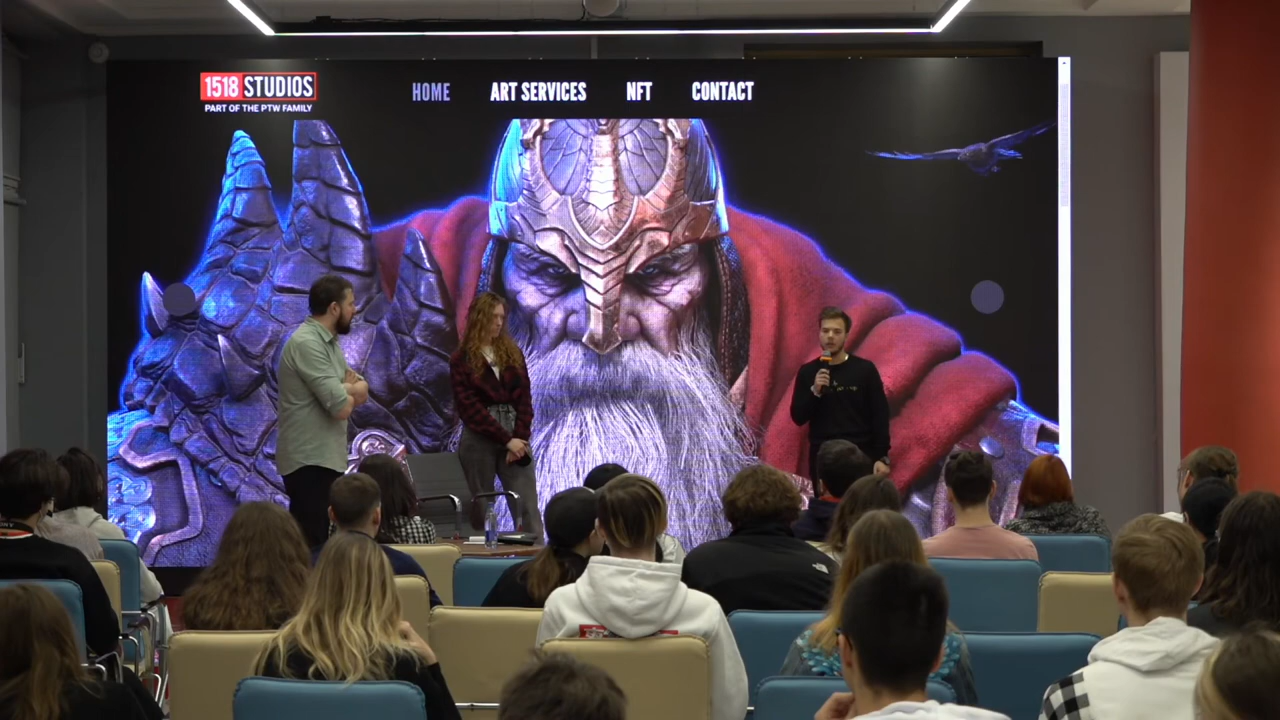 1518 STUDIOS
PART OF THE PTW FAMILY
HOME ART SERVICES NFT CONTACT